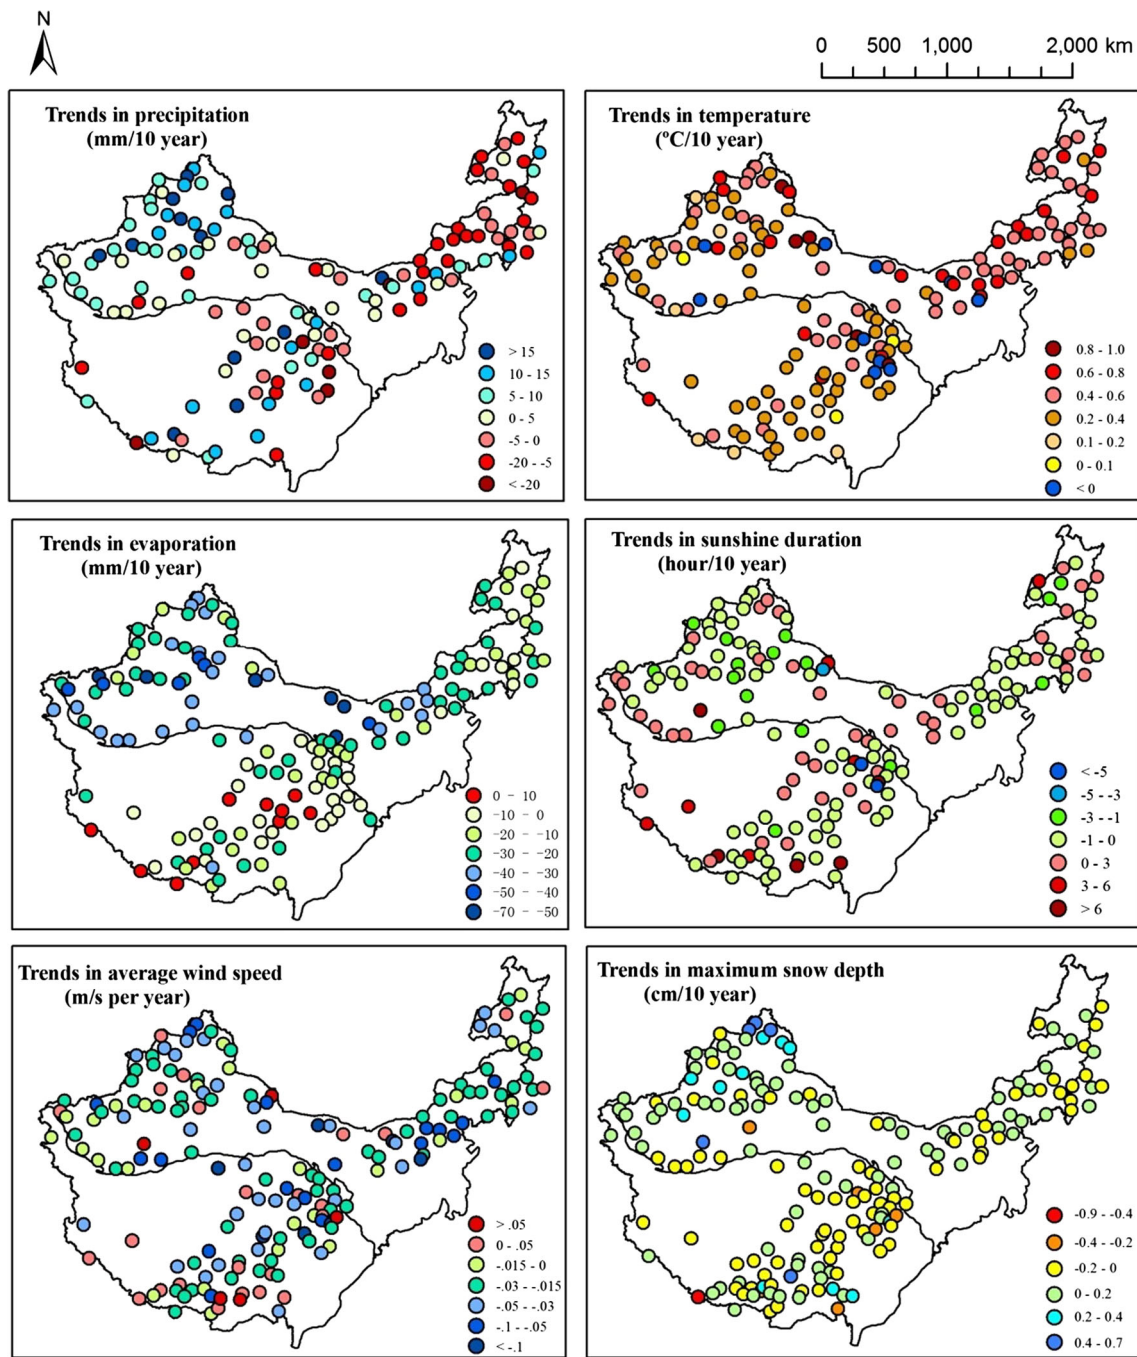 N
0 500 1,000 2,000 km
Trends in precipitation
(mm/10 year)
> 15
10 - 15
5 - 10
0 - 5
-5 - 0
-20 - -5
< -20
Trends in temperature
(ºC/10 year)
0.8 - 1.0
0.6 - 0.8
0.4 - 0.6
0.2 - 0.4
0.1 - 0.2
0 - 0.1
< 0
Trends in evaporation
(mm/10 year)
0 - 10
-10 - 0
-20 - -10
-30 - -20
-40 - -30
-50 - -40
-70 - -50
Trends in sunshine duration
(hour/10 year)
< -5
-5 - -3
-3 - -1
-1 - 0
0 - 3
3 - 6
> 6
Trends in average wind speed
(m/s per year)
> .05
0 - .05
-.015 - 0
-.03 - -.015
-.05 - -.03
-.1 - -.05
< -.1
Trends in maximum snow depth
(cm/10 year)
-0.9 - -0.4
-0.4 - -0.2
-0.2 - 0
0 - 0.2
0.2 - 0.4
0.4 - 0.7